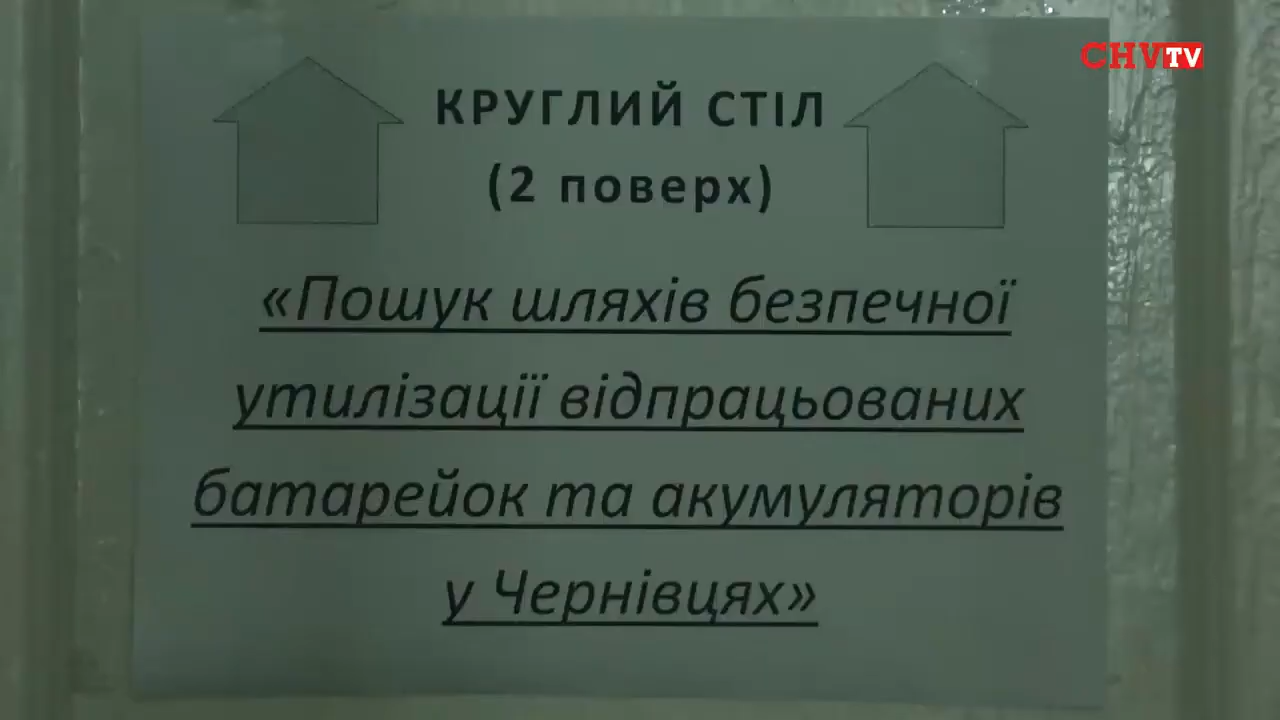 CHVTV
КРУГЛИЙ СТІЛ
(2 поверх)
«Пошук шляхів безпечної
утилізації відпрацьованих
батарейок та акумуляторів
у Чернівцях»